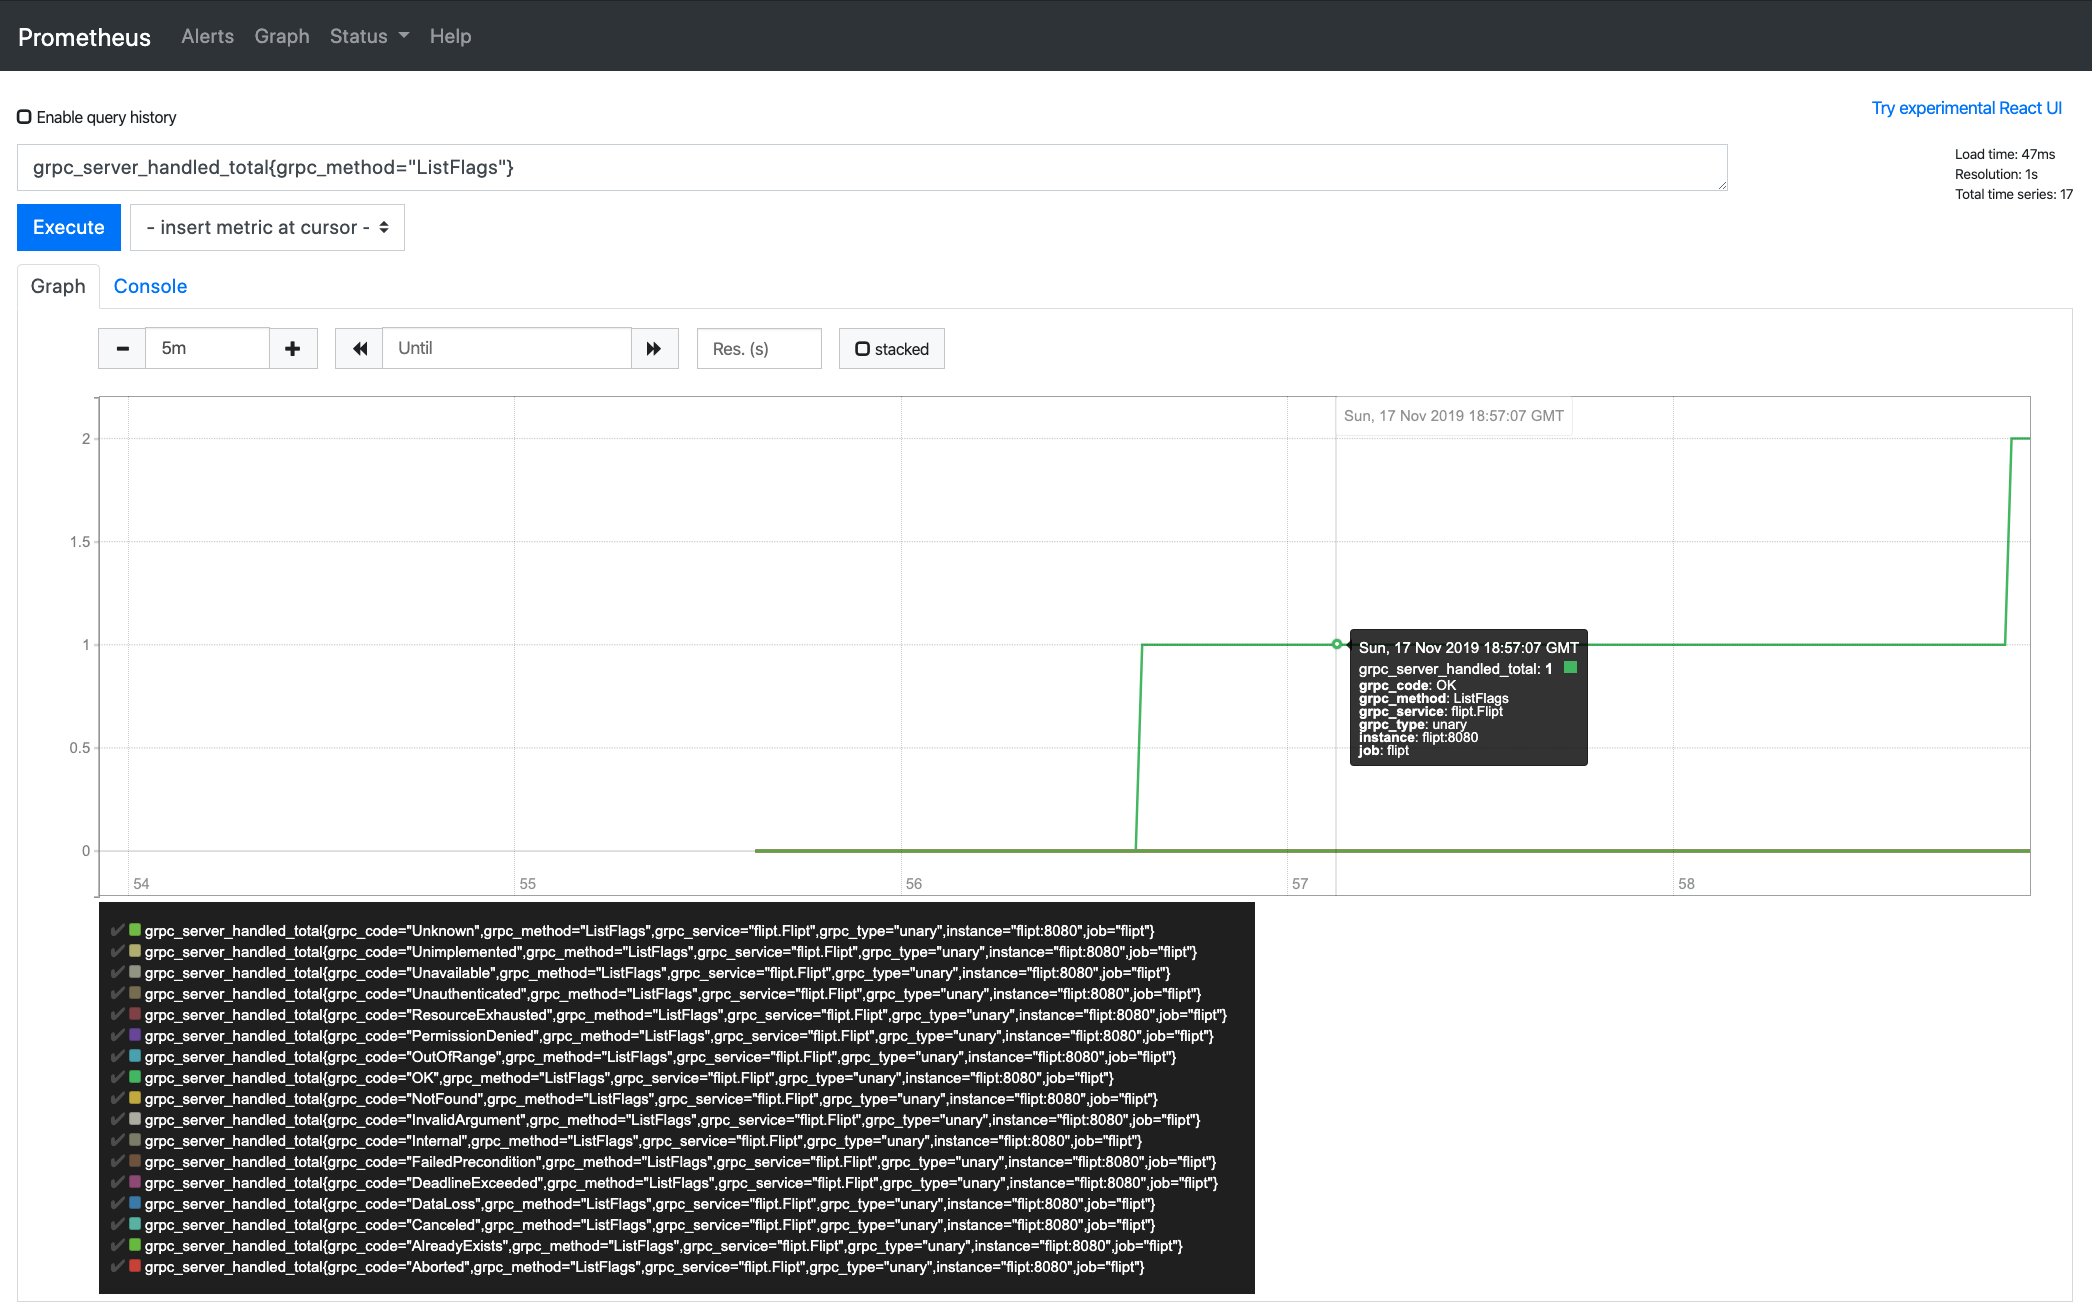 Prometheus Alerts Graph Status Help
Enable query history
Try experimental React UI
grpc_server_handled_total{grpc_method="ListFlags"}
Load time: 47ms
Resolution: 1s
Total time series: 17
Execute - insert metric at cursor -
Graph Console
5m Until Res. (s) stacked
Sun, 17 Nov 2019 18:57:07 GMT
2
1.5
1
Sun, 17 Nov 2019 18:57:07 GMT
grpc_server_handled_total: 1
grpc_code: OK
grpc_method: ListFlags
grpc_service: flipt.Flipt
grpc_type: unary
instance: flipt:8080
job: flipt
0.5
0
54 55 56 57 58
grpc_server_handled_total{grpc_code="Unknown",grpc_method="ListFlags",grpc_service="flipt.Flipt",grpc_type="unary",instance="flipt:8080",job="flipt"}
grpc_server_handled_total{grpc_code="Unimplemented",grpc_method="ListFlags",grpc_service="flipt.Flipt",grpc_type="unary",instance="flipt:8080",job="flipt"}
grpc_server_handled_total{grpc_code="Unavailable",grpc_method="ListFlags",grpc_service="flipt.Flipt",grpc_type="unary",instance="flipt:8080",job="flipt"}
grpc_server_handled_total{grpc_code="Unauthenticated",grpc_method="ListFlags",grpc_service="flipt.Flipt",grpc_type="unary",instance="flipt:8080",job="flipt"}
grpc_server_handled_total{grpc_code="ResourceExhausted",grpc_method="ListFlags",grpc_service="flipt.Flipt",grpc_type="unary",instance="flipt:8080",job="flipt"}
grpc_server_handled_total{grpc_code="PermissionDenied",grpc_method="ListFlags",grpc_service="flipt.Flipt",grpc_type="unary",instance="flipt:8080",job="flipt"}
grpc_server_handled_total{grpc_code="OutOfRange",grpc_method="ListFlags",grpc_service="flipt.Flipt",grpc_type="unary",instance="flipt:8080",job="flipt"}
grpc_server_handled_total{grpc_code="OK",grpc_method="ListFlags",grpc_service="flipt.Flipt",grpc_type="unary",instance="flipt:8080",job="flipt"}
grpc_server_handled_total{grpc_code="NotFound",grpc_method="ListFlags",grpc_service="flipt.Flipt",grpc_type="unary",instance="flipt:8080",job="flipt"}
grpc_server_handled_total{grpc_code="InvalidArgument",grpc_method="ListFlags",grpc_service="flipt.Flipt",grpc_type="unary",instance="flipt:8080",job="flipt"}
grpc_server_handled_total{grpc_code="Internal",grpc_method="ListFlags",grpc_service="flipt.Flipt",grpc_type="unary",instance="flipt:8080",job="flipt"}
grpc_server_handled_total{grpc_code="FailedPrecondition",grpc_method="ListFlags",grpc_service="flipt.Flipt",grpc_type="unary",instance="flipt:8080",job="flipt"}
grpc_server_handled_total{grpc_code="DeadlineExceeded",grpc_method="ListFlags",grpc_service="flipt.Flipt",grpc_type="unary",instance="flipt:8080",job="flipt"}
grpc_server_handled_total{grpc_code="DataLoss",grpc_method="ListFlags",grpc_service="flipt.Flipt",grpc_type="unary",instance="flipt:8080",job="flipt"}
grpc_server_handled_total{grpc_code="Canceled",grpc_method="ListFlags",grpc_service="flipt.Flipt",grpc_type="unary",instance="flipt:8080",job="flipt"}
grpc_server_handled_total{grpc_code="AlreadyExists",grpc_method="ListFlags",grpc_service="flipt.Flipt",grpc_type="unary",instance="flipt:8080",job="flipt"}
grpc_server_handled_total{grpc_code="Aborted",grpc_method="ListFlags",grpc_service="flipt.Flipt",grpc_type="unary",instance="flipt:8080",job="flipt"}